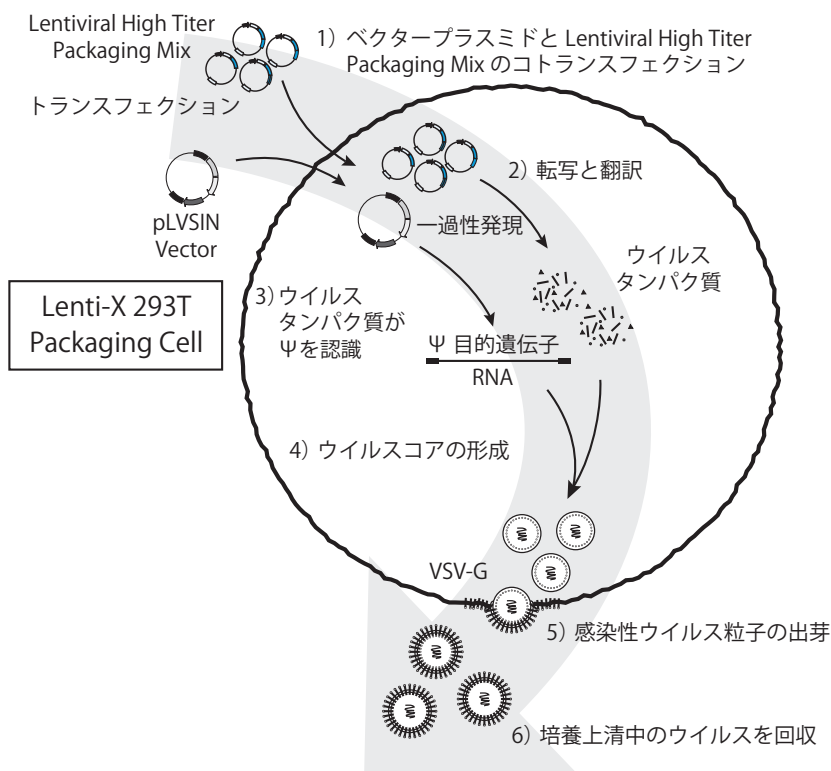 Lentiviral High Titer
Packaging Mix
1）ベクタープラスミドと Lentiviral High Titer
Packaging Mix のコトランスフェクション
トランスフェクション
2）転写と翻訳
pLVSIN
Vector
一過性発現
ウイルス
タンパク質
Lenti-X 293T
Packaging Cell
3）ウイルス
タンパク質が
Ψを認識
Ψ 目的遺伝子
RNA
4）ウイルスコアの形成
VSV-G
5）感染性ウイルス粒子の出芽
6）培養上清中のウイルスを回収